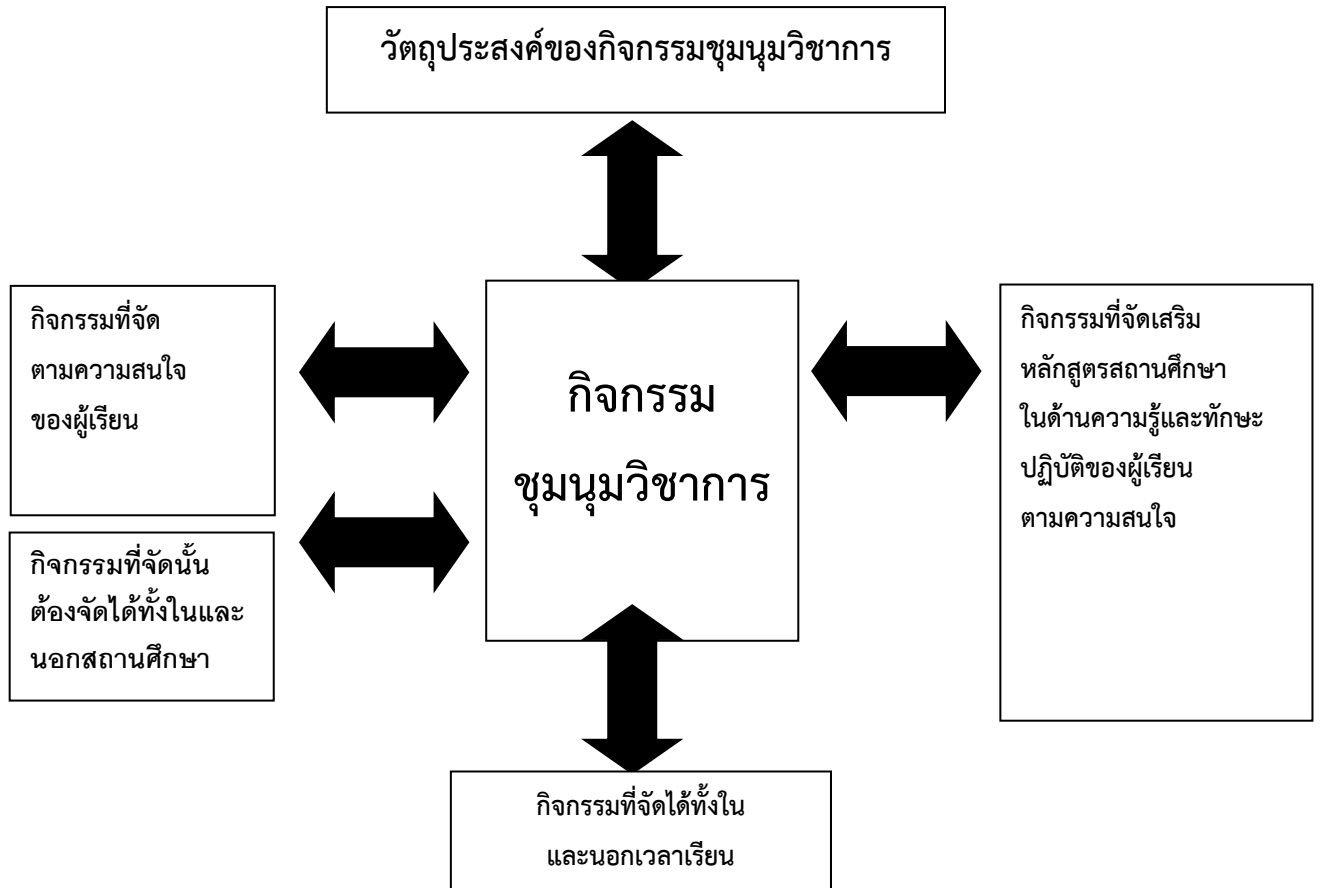 วัตถุประสงค์ของกิจกรรมชุมนุมวิชาการ
กิจกรรมที่จัด
ตามความสนใจ
ของผู้เรียน
กิจกรรมที่จัดนั้น
ต้องจัดได้ทั้งในและ
นอกสถานศึกษา
กิจกรรม
ชุมนุมวิชาการ
กิจกรรมที่จัดเสริม
หลักสูตรสถานศึกษา
ในด้านความรู้และทักษะ
ปฏิบัติของผู้เรียน
ตามความสนใจ
กิจกรรมที่จัดได้ทั้งใน
และนอกเวลาเรียน